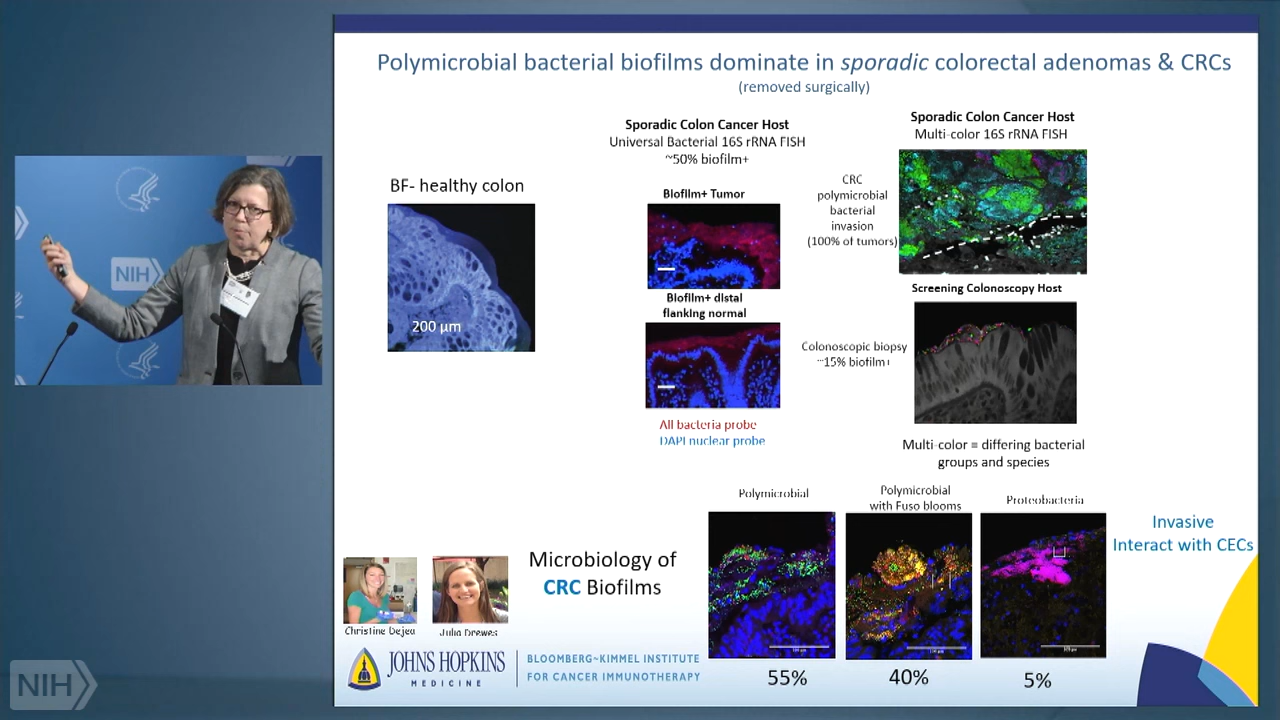 Polymicrobial bacterial biofilms dominate in sporadic colorectal adenomas & CRCs
(removed surgically)
BF- healthy colon
200 μm
Sporadic Colon Cancer Host
Universal Bacterial 16S rRNA FISH
~50% biofilm+
Biofilm+ Tumor
Biofilm+ distal
flanking normal
All bacteria probe
DAPI nuclear probe
Sporadic Colon Cancer Host
Multi-color 16S rRNA FISH
CRC
polymicrobial
bacterial
invasion
(100% of tumors)
Screening Colonoscopy Host
Colonoscopic biopsy
~15% biofilm+
Multi-color = differing bacterial
groups and species
Microbiology of
CRC Biofilms
Polymicrobial
55%
Polymicrobial
with Fuso blooms
40%
Proteobacteria
5%
Invasive
Interact with CECs
Christine Dejea
Julia Drewes
JOHNS HOPKINS
MEDICINE
BLOOMBERG~KIMMEL INSTITUTE
FOR CANCER IMMUNOTHERAPY
NIH
NIH